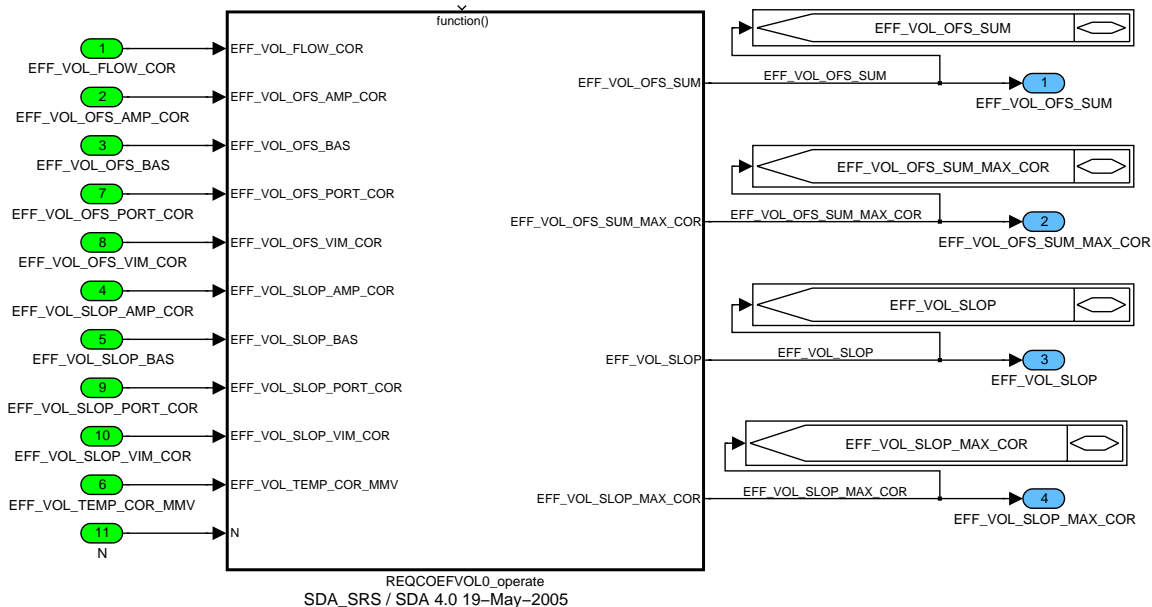 function()
1
EFF_VOL_FLOW_COR
EFF_VOL_FLOW_COR
2
EFF_VOL_OFS_AMP_COR
EFF_VOL_OFS_AMP_COR
3
EFF_VOL_OFS_BAS
EFF_VOL_OFS_BAS
7
EFF_VOL_OFS_PORT_COR
EFF_VOL_OFS_PORT_COR
8
EFF_VOL_OFS_VIM_COR
EFF_VOL_OFS_VIM_COR
4
EFF_VOL_SLOP_AMP_COR
EFF_VOL_SLOP_AMP_COR
5
EFF_VOL_SLOP_BAS
EFF_VOL_SLOP_BAS
9
EFF_VOL_SLOP_PORT_COR
EFF_VOL_SLOP_PORT_COR
10
EFF_VOL_SLOP_VIM_COR
EFF_VOL_SLOP_VIM_COR
6
EFF_VOL_TEMP_COR_MMV
EFF_VOL_TEMP_COR_MMV
11
N
N
EFF_VOL_OFS_SUM
EFF_VOL_OFS_SUM
EFF_VOL_OFS_SUM
1
EFF_VOL_OFS_SUM
EFF_VOL_OFS_SUM_MAX_COR
EFF_VOL_OFS_SUM_MAX_COR
EFF_VOL_OFS_SUM_MAX_COR
2
EFF_VOL_OFS_SUM_MAX_COR
EFF_VOL_SLOP
EFF_VOL_SLOP
EFF_VOL_SLOP
3
EFF_VOL_SLOP
EFF_VOL_SLOP_MAX_COR
EFF_VOL_SLOP_MAX_COR
EFF_VOL_SLOP_MAX_COR
4
EFF_VOL_SLOP_MAX_COR
REQCOEFVOL0_operate
SDA_SRS / SDA 4.0 19–May–2005